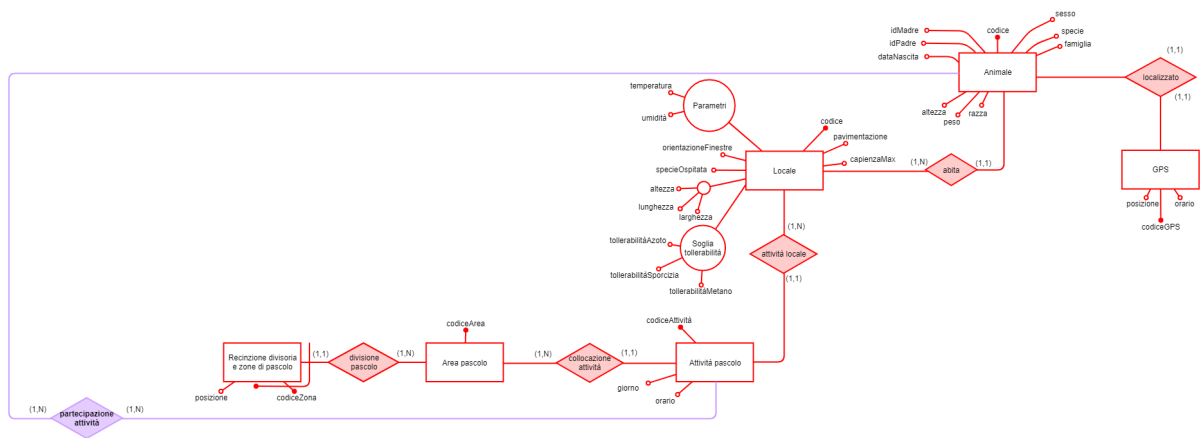 sesso
idMadre
codice
specie
idPadre
famiglia
(1,1)
dataNascita
Animale
localizzato
temperatura
(1,1)
Parametri
altezza
razza
umidità
peso
codice
pavimentazione
orientazioneFinestre
capienzaMax
(1,N)
(1,1)
specieOspitata
Locale
abita
GPS
altezza
lunghezza
posizione
orario
larghezza
codiceGPS
(1,N)
tollerabilitàAzoto
Soglia
tollerabilità
attività locale
tollerabilitàSporcizia
(1,1)
tollerabilitàMetano
codiceArea
codiceAttività
Recinzione divisoria
e zone di pascolo
(1,1)
divisione
pascolo
(1,N)
Area pascolo
(1,N)
collocazione
attività
(1,1)
Attività pascolo
giorno
posizione
codiceZona
orario
(1,N)
partecipazione
attività
(1,N)